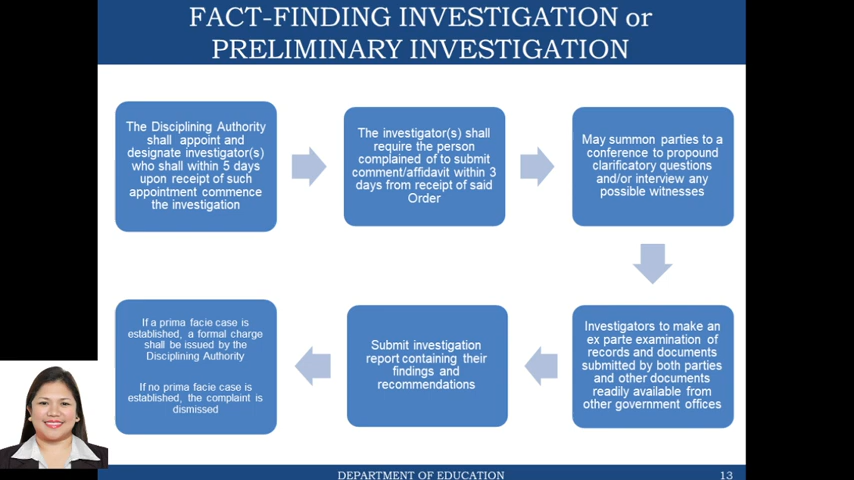 FACT-FINDING INVESTIGATION or
PRELIMINARY INVESTIGATION
The Disciplining Authority
shall appoint and
designate investigator(s)
who shall within 5 days
upon receipt of such
appointment commence
the investigation
The investigator(s) shall
require the person
complained of to submit
comment/affidavit within 3
days from receipt of said
Order
May summon parties to a
conference to propound
clarificatory questions
and/or interview any
possible witnesses
Investigators to make an
ex parte examination of
records and documents
submitted by both parties
and other documents
readily available from
other government offices
Submit investigation
report containing their
findings and
recommendations
If a prima facie case is
established, a formal charge
shall be issued by the
Disciplining Authority
If no prima facie case is
established, the complaint is
dismissed
DEPARTMENT OF EDUCATION
13